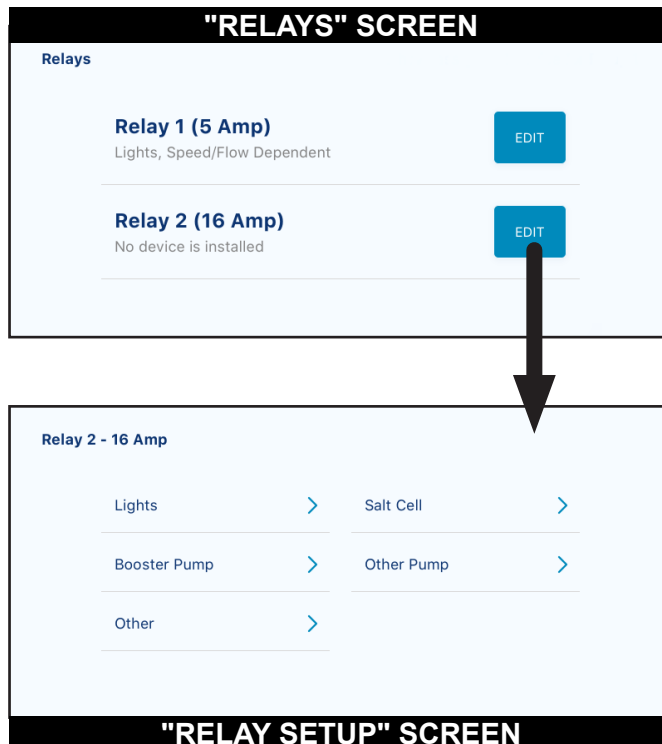 "RELAYS" SCREEN
Relays
Relay 1 (5 Amp)
Lights, Speed/Flow Dependent
EDIT
Relay 2 (16 Amp)
No device is installed
EDIT
Relay 2 - 16 Amp
Lights
Salt Cell
Booster Pump
Other Pump
Other
"RELAY SETUP" SCREEN